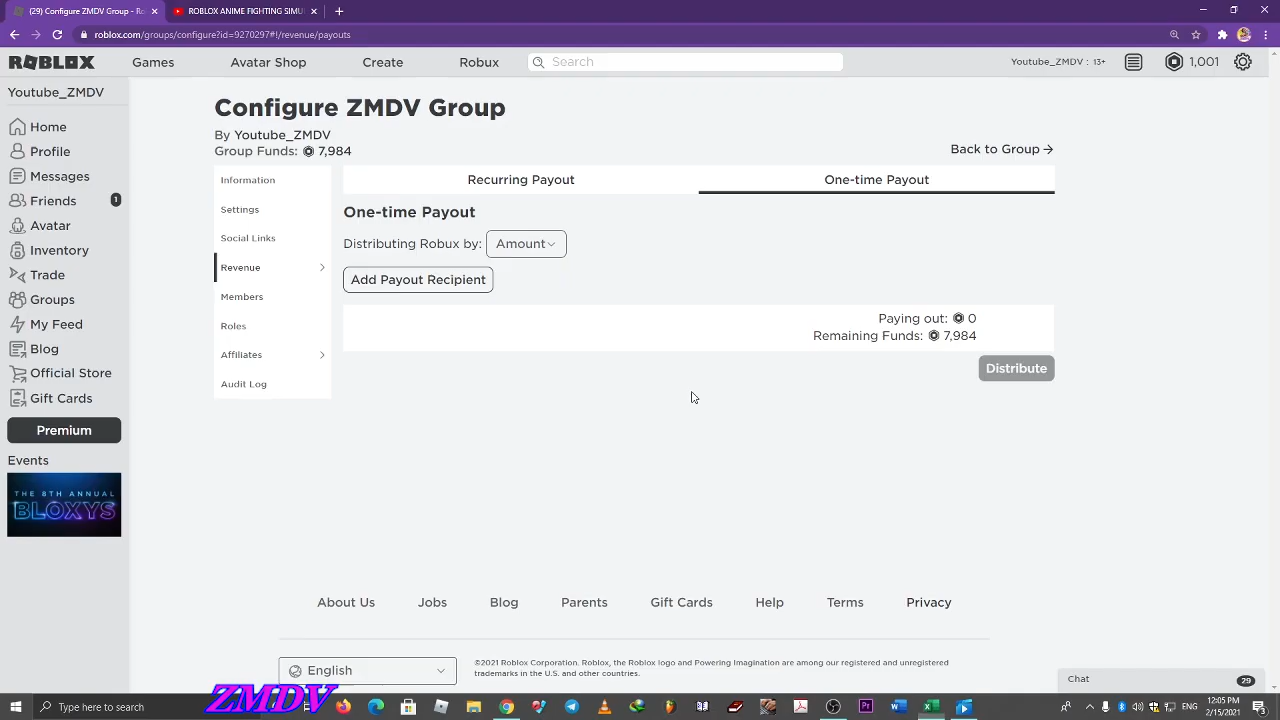 (29) Configure ZMDV Group - Ro
ROBLOX ANIME FIGHTING SIMU
roblox.com/groups/configure?id=9270297#!/revenue/payouts
ROBLOX
Games
Avatar Shop
Create
Robux
Search
Youtube_ZMDV : 13+
1,001
Youtube_ZMDV
Home
Profile
Messages
Friends
1
Avatar
Inventory
Trade
Groups
My Feed
Blog
Official Store
Gift Cards
Premium
Events
THE 8TH ANNUAL
BLOXYS
Configure ZMDV Group
By Youtube_ZMDV
Group Funds: 7,984
Back to Group
Information
Settings
Social Links
Revenue
Members
Roles
Affiliates
Audit Log
Recurring Payout
One-time Payout
One-time Payout
Distributing Robux by: Amount
Add Payout Recipient
Paying out: 0
Remaining Funds: 7,984
Distribute
About Us
Jobs
Blog
Parents
Gift Cards
Help
Terms
Privacy
English
©2021 Roblox Corporation. Roblox, the Roblox logo and Powering Imagination are among our registered and unregistered
trademarks in the U.S. and other countries.
Chat
29
ZMDV
Type here to search
12:05 PM
2/15/2021